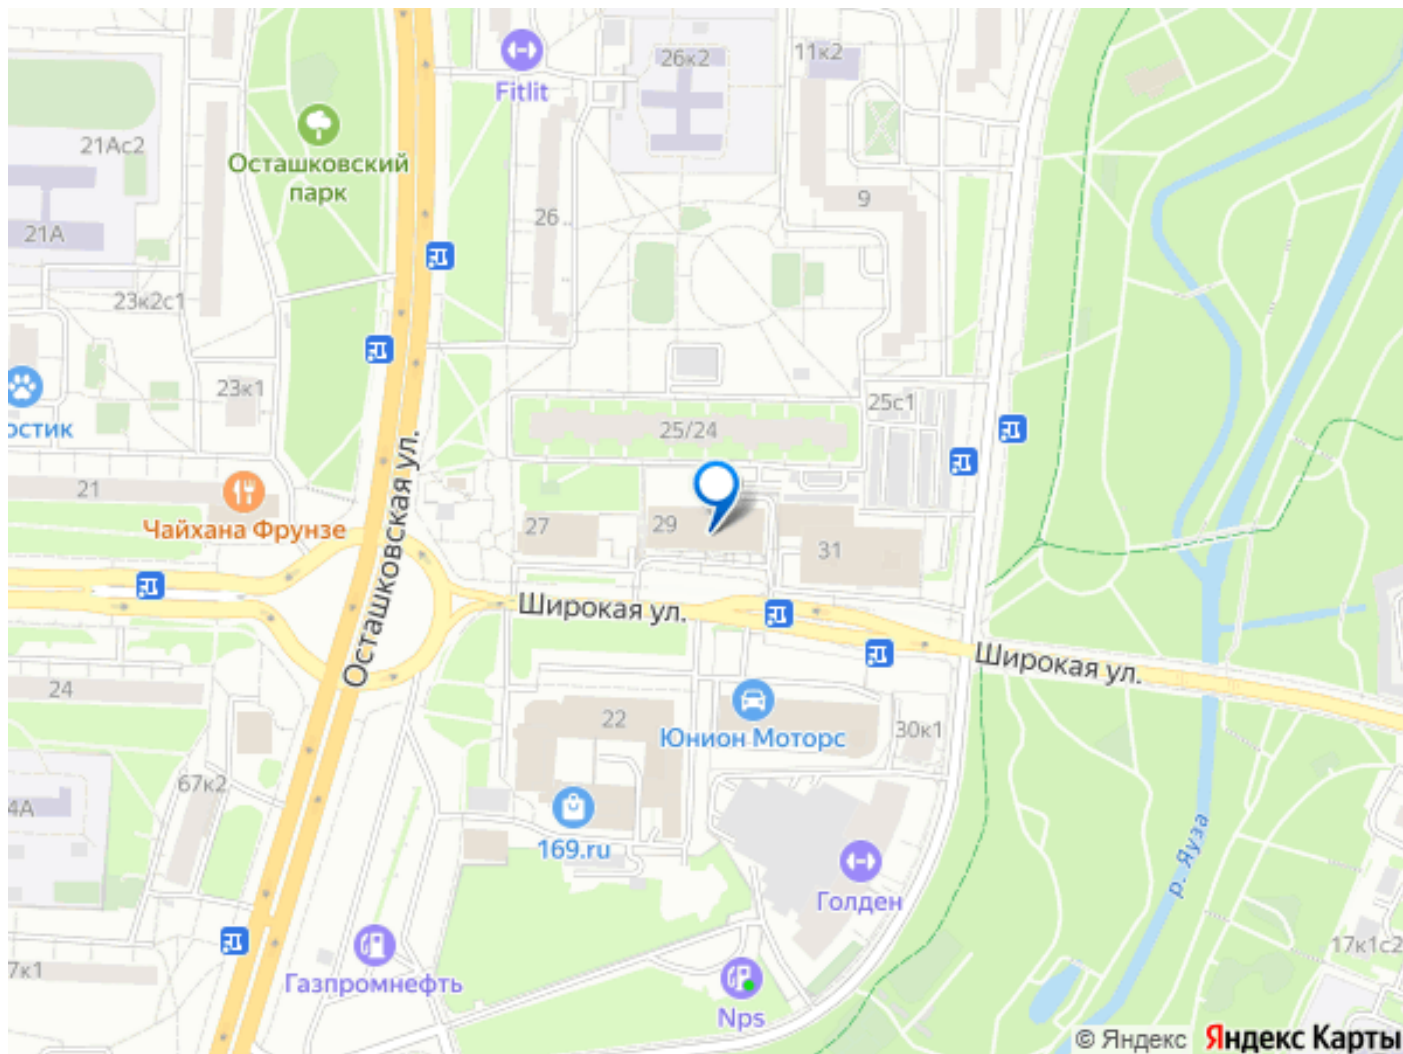 Fitlit
26к2
11к2
21Ас2
Осташковский
парк
9
26
21А
23к2с1
23к1
25с1
остик
25/24
21
Чайхана Фрунзе
27
29
31
Осташковская ул.
Широкая ул.
Широкая ул.
24
22
Юнион Моторс
30к1
67к2
4А
169.ru
р. Яуза
Голден
17к1с2
7к1
Газпромнефть
Nps
© Яндекс Яндекс Карты